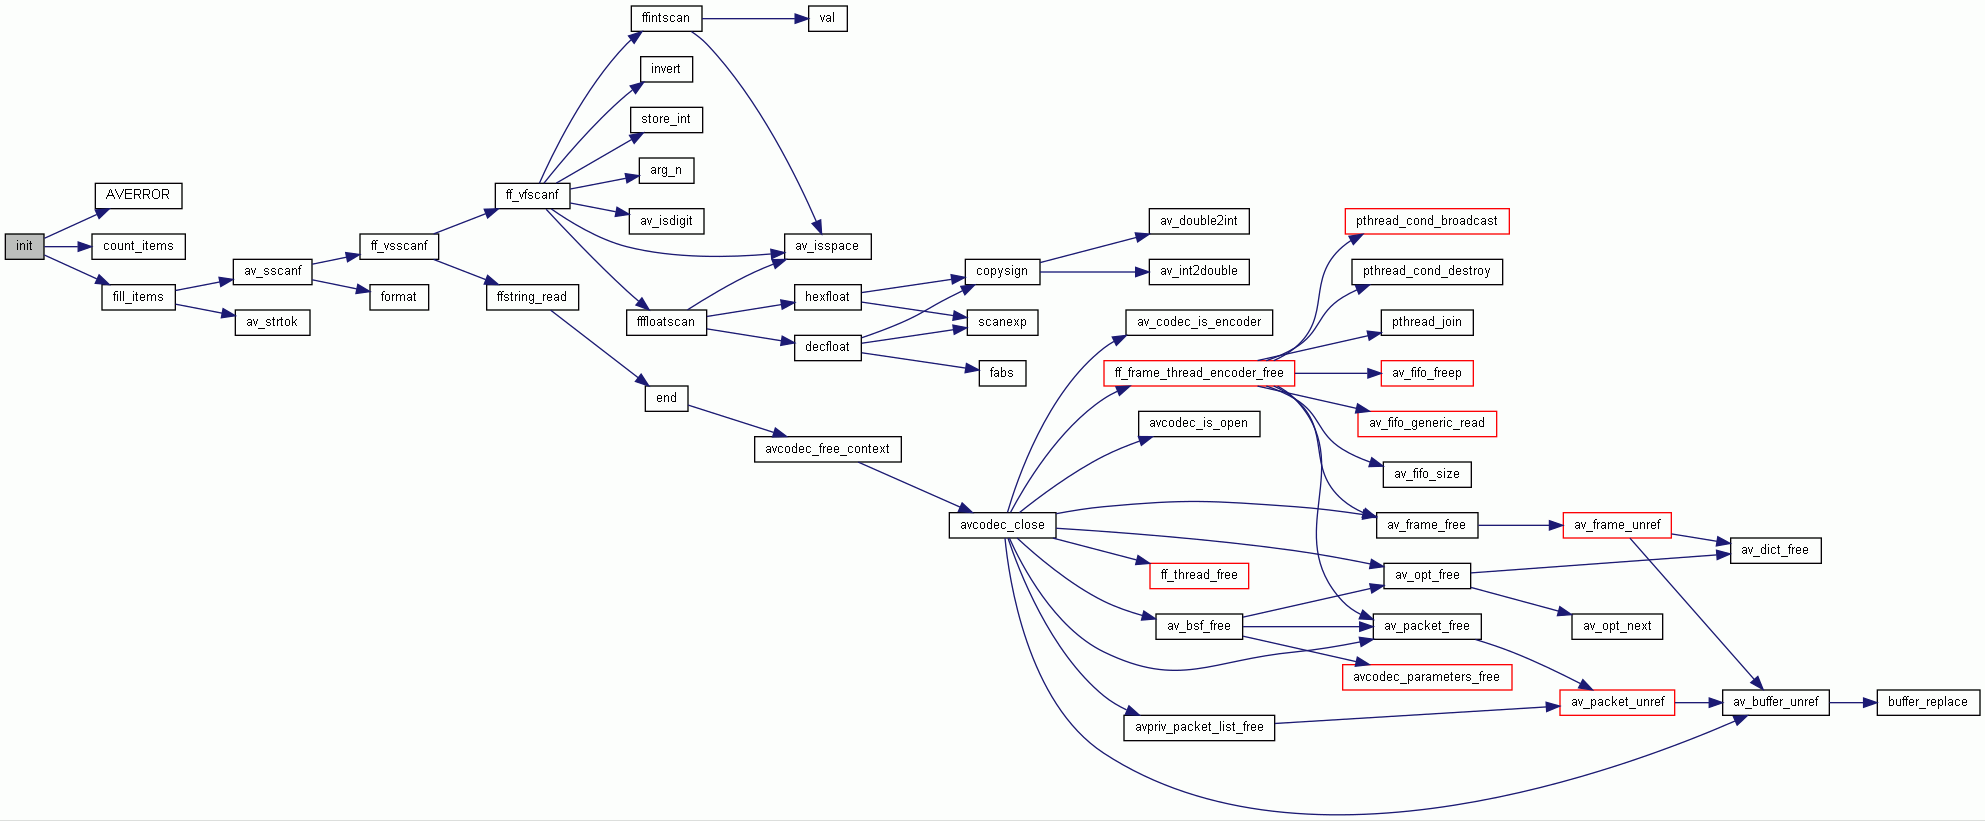 init
AVERROR
count_items
fill_items
av_sscanf
av_strtok
ff_vsscanf
format
ff_vfscanf
ffstring_read
ffintscan
invert
store_int
arg_n
av_isdigit
fffloatscan
end
val
av_isspace
hexfloat
decfloat
avcodec_free_context
copysign
scanexp
fabs
avcodec_close
av_double2int
av_int2double
av_codec_is_encoder
ff_frame_thread_encoder_free
avcodec_is_open
ff_thread_free
av_bsf_free
avpriv_packet_list_free
pthread_cond_broadcast
pthread_cond_destroy
pthread_join
av_fifo_freep
av_fifo_generic_read
av_fifo_size
av_frame_free
av_opt_free
av_packet_free
avcodec_parameters_free
av_frame_unref
av_opt_next
av_packet_unref
av_dict_free
av_buffer_unref
buffer_replace